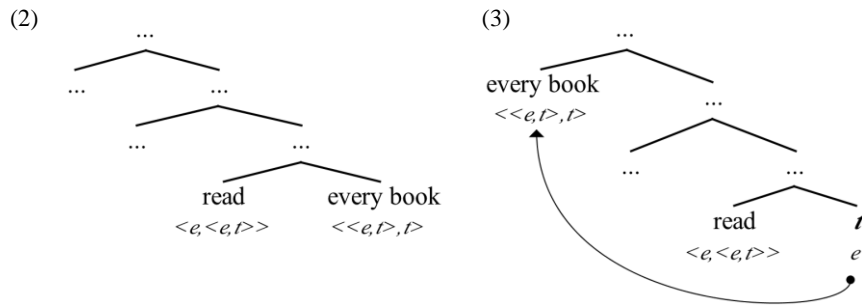 (2) (3)
... ...
every book
<<e,t>,t>
... ... ...
... ... ... ...
read every book read t
<e,<e,t>> <<e,t>,t> <e,<e,t>> e